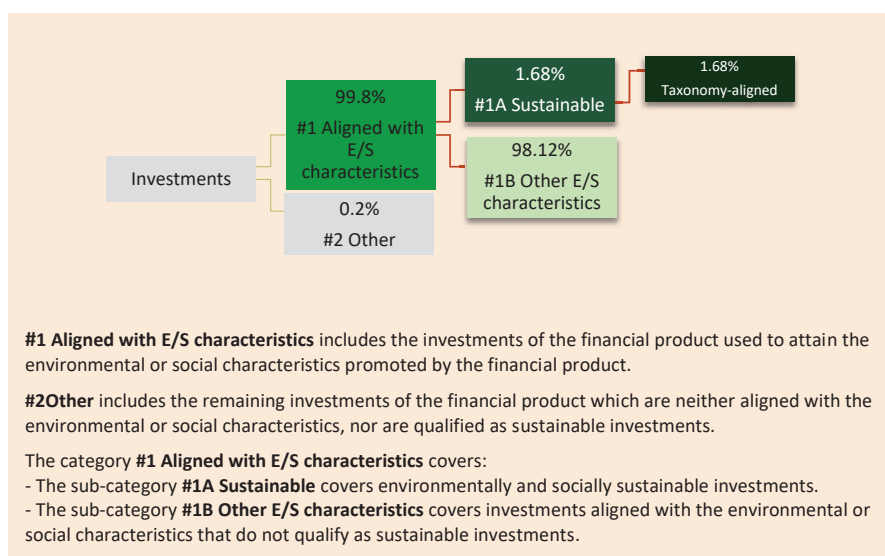 1.68%
#1A Sustainable
1.68%
Taxonomy-aligned
99.8%
#1 Aligned with
E/S
characteristics
98.12%
#1B Other E/S
characteristics
Investments
0.2%
#2 Other
#1 Aligned with E/S characteristics includes the investments of the financial product used to attain the
environmental or social characteristics promoted by the financial product.
#2Other includes the remaining investments of the financial product which are neither aligned with the
environmental or social characteristics, nor are qualified as sustainable investments.
The category #1 Aligned with E/S characteristics covers:
- The sub-category #1A Sustainable covers environmentally and socially sustainable investments.
- The sub-category #1B Other E/S characteristics covers investments aligned with the environmental or
social characteristics that do not qualify as sustainable investments.